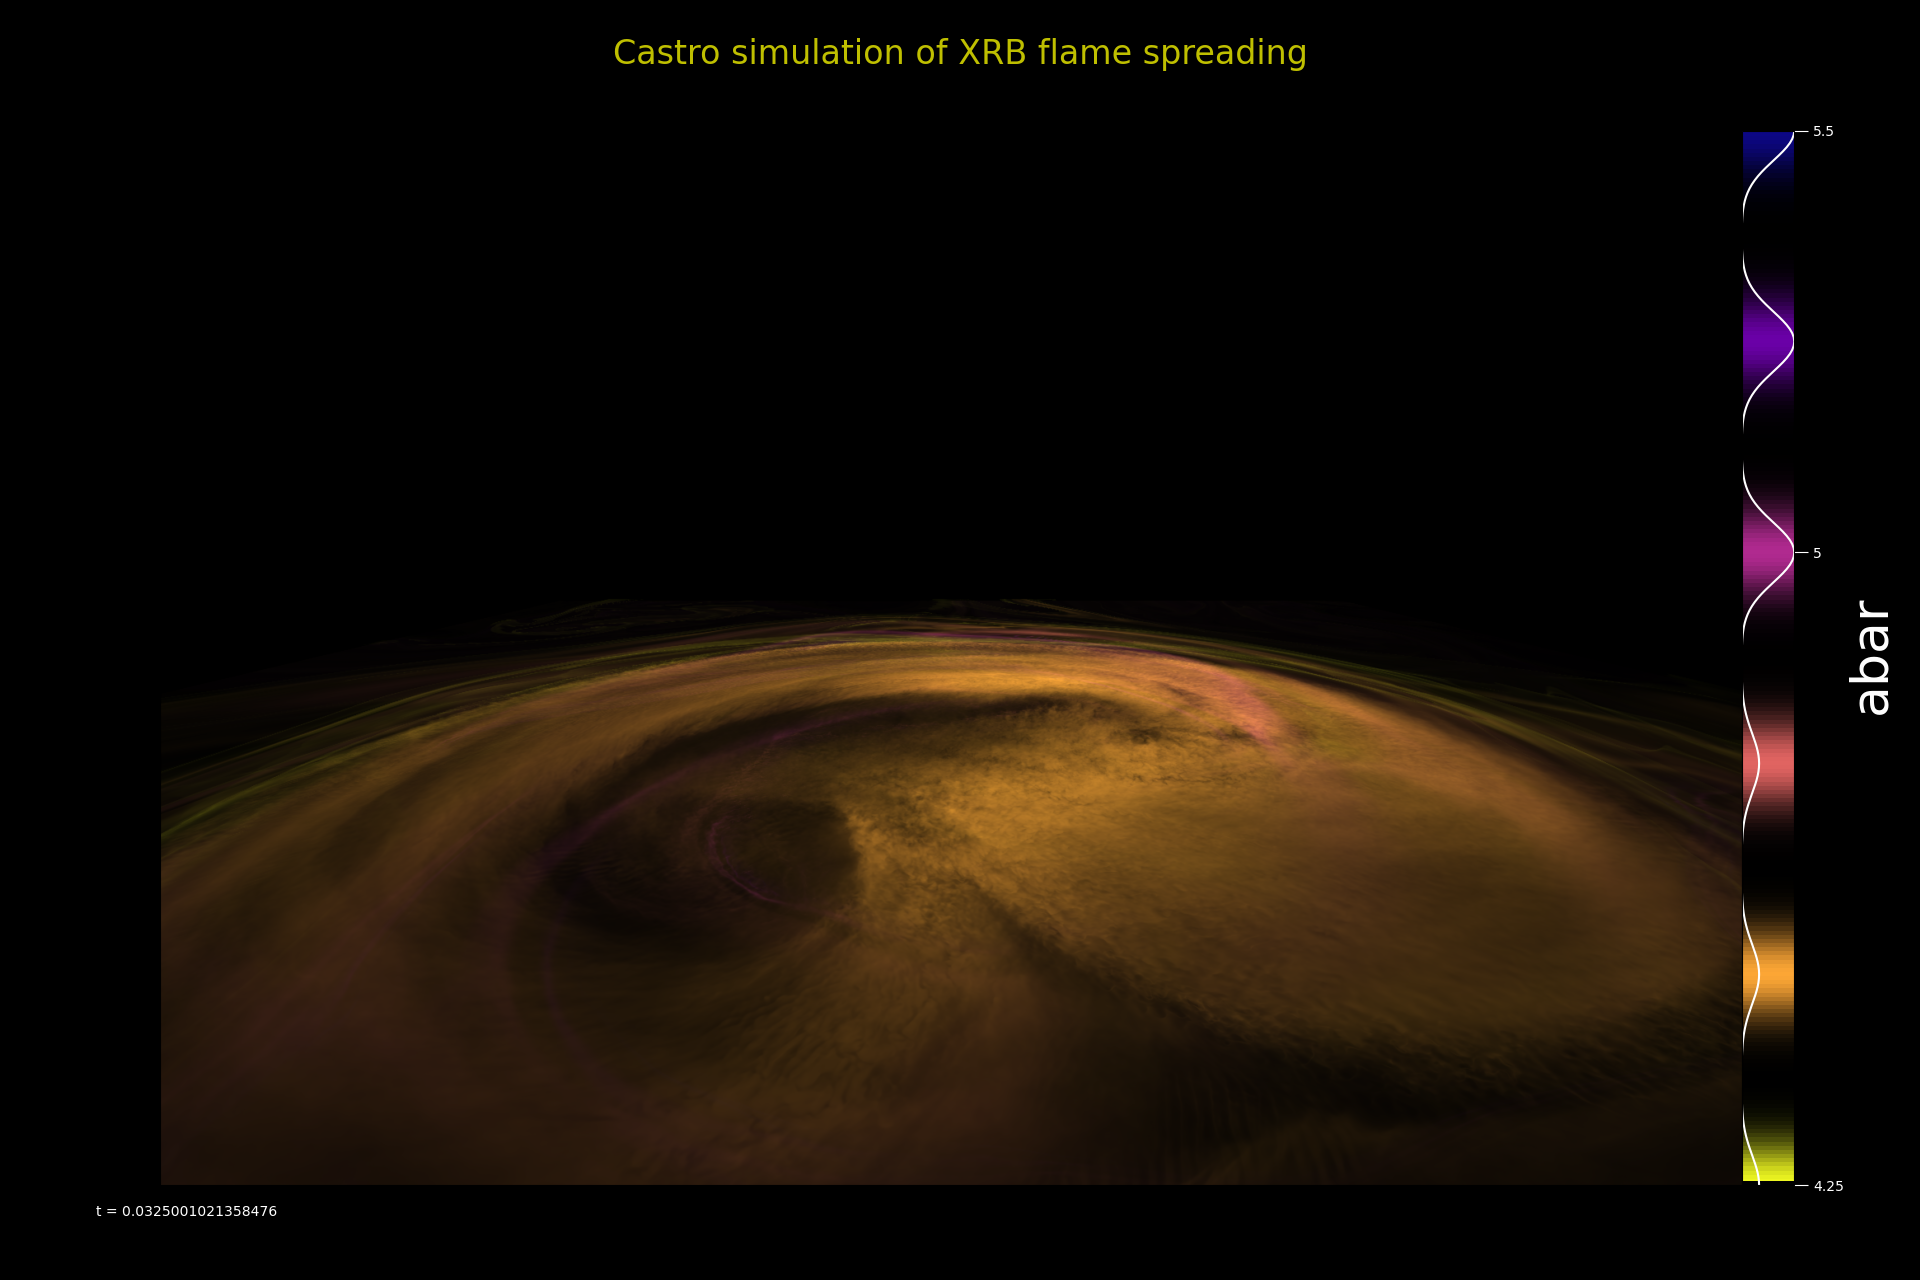 Castro simulation of XRB flame spreading
5.5
5
abar
4.25
t = 0.0325001021358476